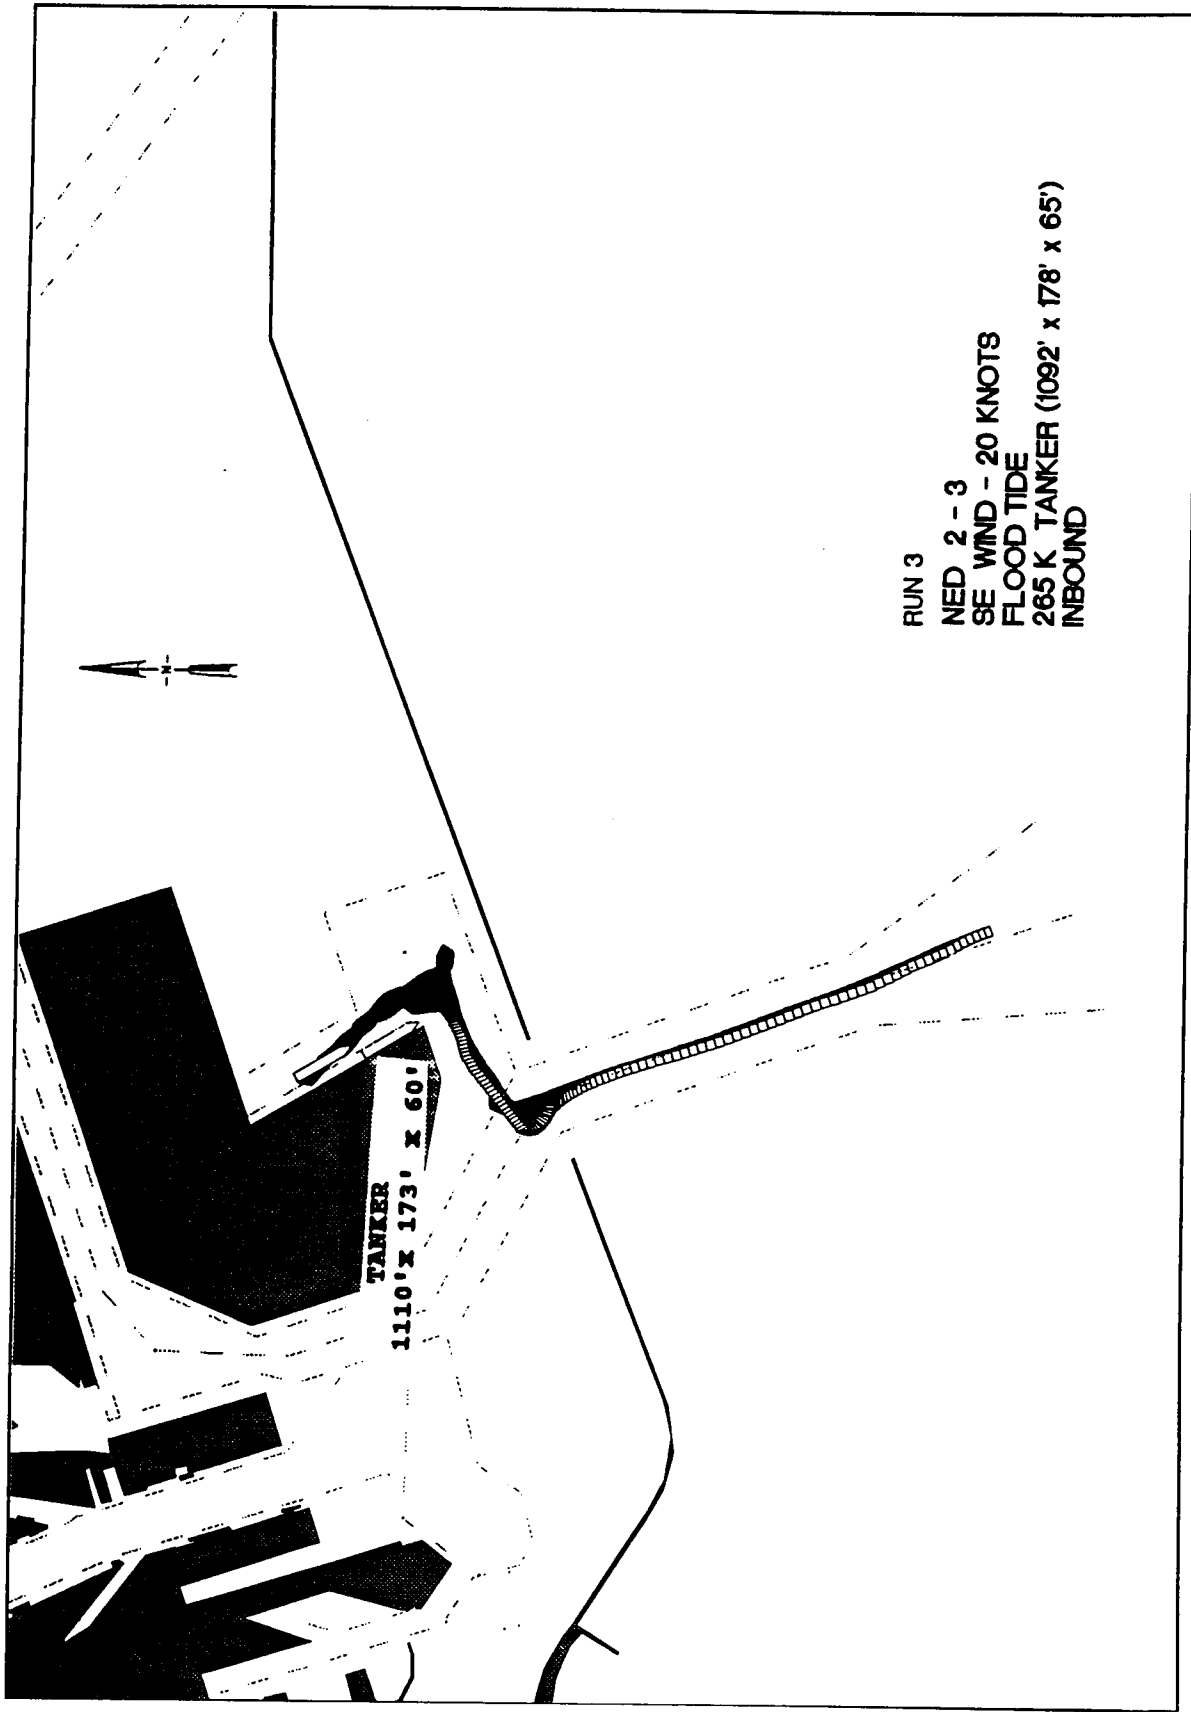 N
TANKER
1110' X 173' X 60'
RUN 3
NED 2 - 3
SE WIND - 20 KNOTS
FLOOD TIDE
265 K TANKER (1092' x 178' x 65')
INBOUND